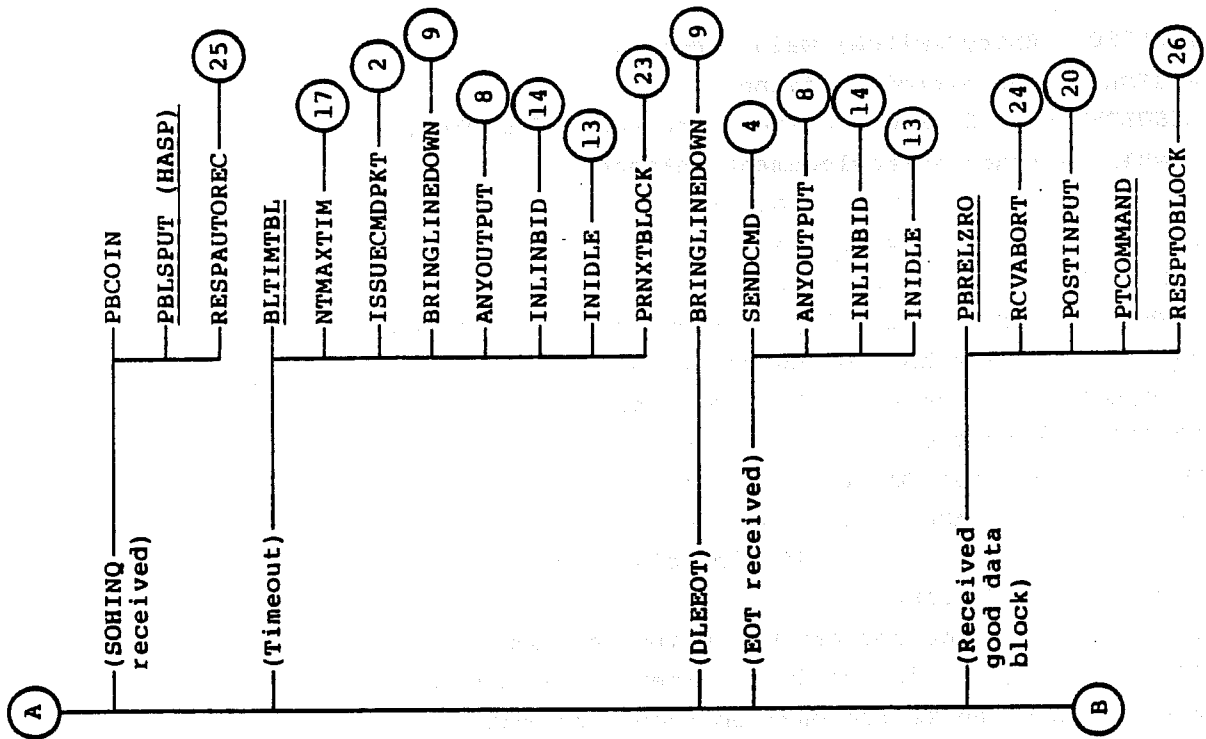 A
(SOHINQ
received)
PBCOIN
PBLSPUT (HASP)
RESPAUTOREC 25
(Timeout)
BLTIMTBL
NTMAXTIM 17
ISSUECMDPKT 2
BRINGLINEDOWN 9
ANYOUTPUT 8
INLINBID 14
INIDLE 13
PRNXTBLOCK 23
(DLEEOT) BRINGLINEDOWN 9
(EOT received) SENDCMD 4
ANYOUTPUT 8
INLINBID 14
INIDLE 13
(Received
good data
block)
PBRELZRO
RCVABORT 24
POSTINPUT 20
PTCOMMAND
RESPTOBLOCK 26
B